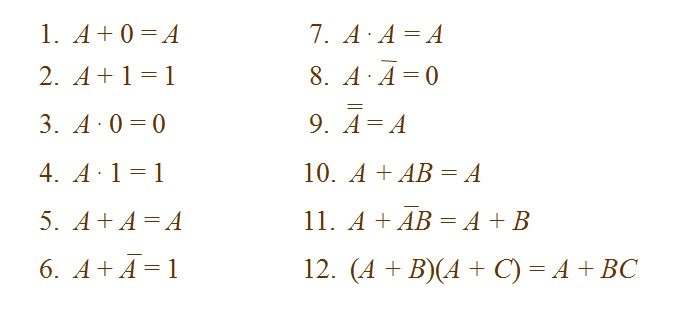 1. A + 0 = A
2. A + 1 = 1
3. A · 0 = 0
4. A · 1 = 1
5. A + A = A
6. A + A̅ = 1
7. A · A = A
8. A · A̅ = 0
9. A̿ = A
10. A + AB = A
11. A + A̅B = A + B
12. (A + B)(A + C) = A + BC